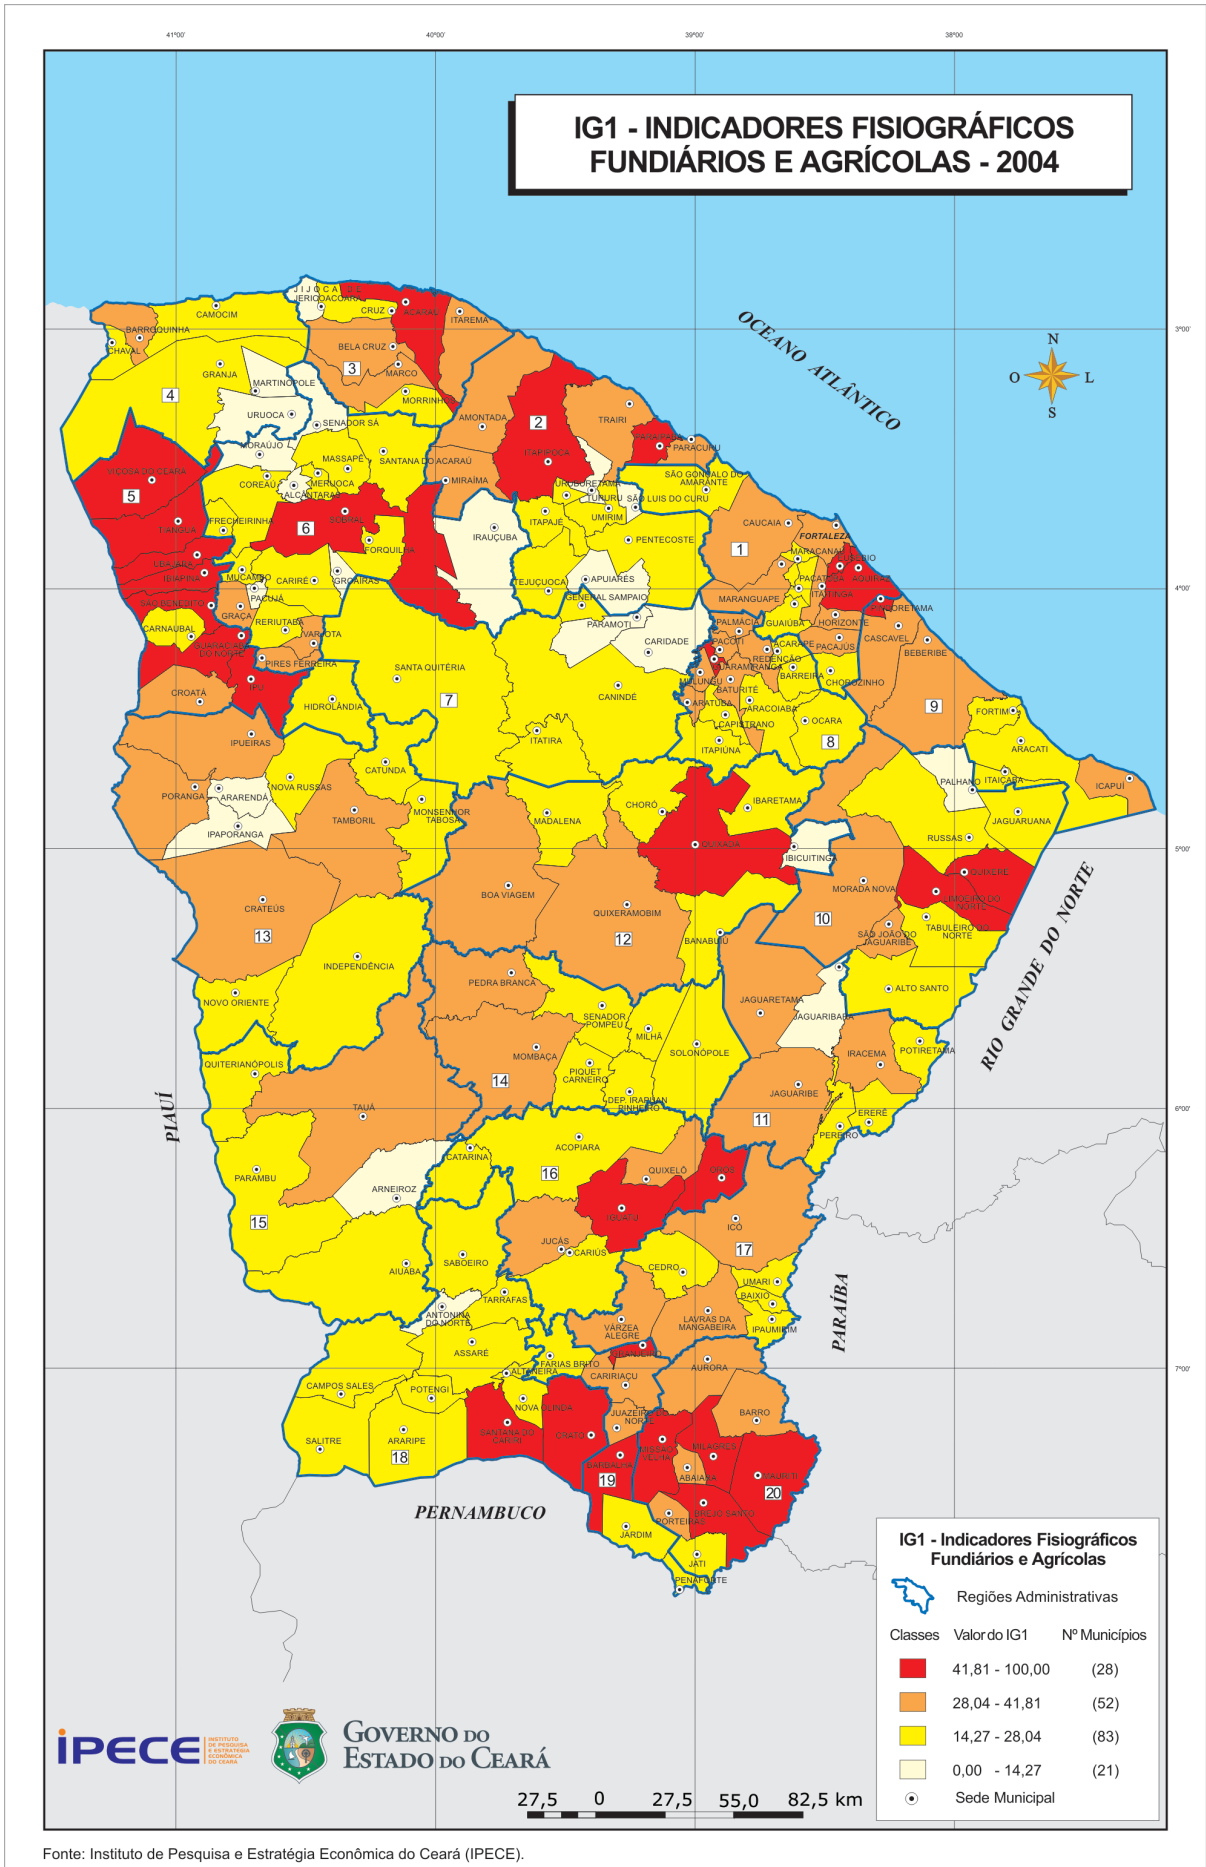 41°00'
40°00'
39°00'
38°00'
IG1 - INDICADORES FISIOGRÁFICOS
FUNDIÁRIOS E AGRÍCOLAS - 2004
OCEANO ATLÂNTICO
N
O
L
S
3°00'
4°00'
5°00'
6°00'
7°00'
JIJOCA DE
JERICOACOARA
CAMOCIM
CRUZ
ACARAÚ
ITAREMA
BARROQUINHA
CHAVAL
BELA CRUZ
3
MARCO
GRANJA
4
MARTINÓPOLE
MORRINHOS
URUOCA
SENADOR SÁ
AMONTADA
2
TRAIRI
PARAIPABA
PARACURU
MORAÚJO
MASSAPÊ
SANTANA DO ACARAÚ
ITAPIPOCA
VIÇOSA DO CEARÁ
5
COREAÚ
MERUOCA
ALCÂNTARAS
MIRAÍMA
URUBURETAMA
TURURU
SÃO LUIS DO CURU
SÃO GONÇALO DO
AMARANTE
TIANGUÁ
FRECHEIRINHA
6
SOBRAL
FORQUILHA
IRAUÇUBA
ITAPAJÉ
UMIRIM
PENTECOSTE
CAUCAIA
1
FORTALEZA
MARACANAÚ
EUSÉBIO
UBAJARA
IBIAPINA
MUCAMBO
CARIRÉ
GROAÍRAS
TEJUÇUOCA
APUIARÉS
GENERAL SAMPAIO
PACATUBA
AQUIRAZ
ITAITINGA
SÃO BENEDITO
PACUJÁ
GRAÇA
MARANGUAPE
PINDORETAMA
CARNAUBAL
RERIUTABA
VARJOTA
PARAMOTI
CARIDADE
PALMÁCIA
GUAIÚBA
HORIZONTE
PACAJÚS
CASCAVEL
BEBERIBE
GUARACIABA
DO NORTE
PIRES FERREIRA
PACOTI
ACARAPE
REDENÇÃO
GUARAMIRANGA
BARREIRA
CHOROZINHO
CROATÁ
IPU
SANTA QUITÉRIA
7
CANINDÉ
MULUNGU
BATURITÉ
ARATUBA
ARACOIABA
CAPISTRANO
OCARA
8
9
FORTIM
HIDROLÂNDIA
IPUEIRAS
ITATIRA
ITAPIÚNA
ARACATI
CATUNDA
PORANGA
ARARENDÁ
NOVA RUSSAS
TAMBORIL
MONSENHOR
TABOSA
IPAPORANGA
MADALENA
CHORÓ
IBARETAMA
PALHANO
ITAIÇABA
ICAPUÍ
JAGUARUANA
RUSSAS
QUIXADÁ
IBICUITINGA
CRATEÚS
13
BOA VIAGEM
QUIXERAMOBIM
12
MORADA NOVA
10
QUIXERÉ
LIMOEIRO DO
NORTE
TABULEIRO DO
NORTE
BANABUIÚ
SÃO JOÃO DO
JAGUARIBE
INDEPENDÊNCIA
PEDRA BRANCA
NOVO ORIENTE
JAGUARETAMA
ALTO SANTO
JAGUARIBARA
SENADOR
POMPEU
MILHÃ
SOLONÓPOLE
MOMBAÇA
14
PIQUET
CARNEIRO
DEP. IRAPUAN
PINHEIRO
IRACEMA
POTIRETAMA
QUITERIANÓPOLIS
TAUÁ
JAGUARIBE
11
ERERÊ
PEREIRO
RIO GRANDE DO NORTE
PIAUÍ
PARAMBU
15
ARNEIROZ
CATARINA
16
ACOPIARA
QUIXELÔ
ORÓS
IGUATU
ICÓ
17
JUCÁS
CARIÚS
AIUABA
SABOEIRO
CEDRO
UMARI
BAIXIO
IPAUMIRIM
ANTONINA
DO NORTE
TARRAFAS
VÁRZEA
ALEGRE
LAVRAS DA
MANGABEIRA
PARAÍBA
ASSARÉ
GRANJEIRO
AURORA
FARIAS BRITO
ALTANEIRA
CARIRIAÇU
CAMPOS SALES
POTENGI
NOVA OLINDA
JUAZEIRO DO
NORTE
BARRO
SALITRE
ARARIPE
18
SANTANA DO
CARIRI
CRATO
MISSÃO
VELHA
MILAGRES
BARBALHA
19
ABAIARA
MAURITI
20
PORTEIRAS
BREJO SANTO
JARDIM
JATI
PENAFORTE
PERNAMBUCO
IG1 - Indicadores Fisiográficos
Fundiários e Agrícolas
Regiões Administrativas
Classes Valor do IG1 Nº Municípios
41,81 - 100,00 (28)
28,04 - 41,81 (52)
14,27 - 28,04 (83)
0,00 - 14,27 (21)
Sede Municipal
IPECE
INSTITUTO
DE PESQUISA
E ESTRATÉGIA
ECONÔMICA
DO CEARÁ
GOVERNO DO
ESTADO DO CEARÁ
27,5 0 27,5 55,0 82,5 km
Fonte: Instituto de Pesquisa e Estratégia Econômica do Ceará (IPECE).